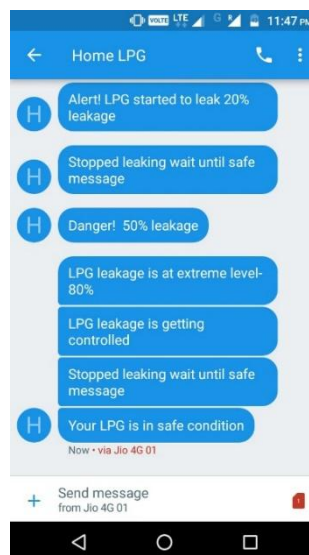 VOLTE LTE G 11:47 PM
Home LPG
H Alert! LPG started to leak 20%
leakage
H Stopped leaking wait until safe
message
H Danger! 50% leakage
LPG leakage is at extreme level-
80%
LPG leakage is getting
controlled
Stopped leaking wait until safe
message
H Your LPG is in safe condition
Now • via Jio 4G 01
Send message
from Jio 4G 01